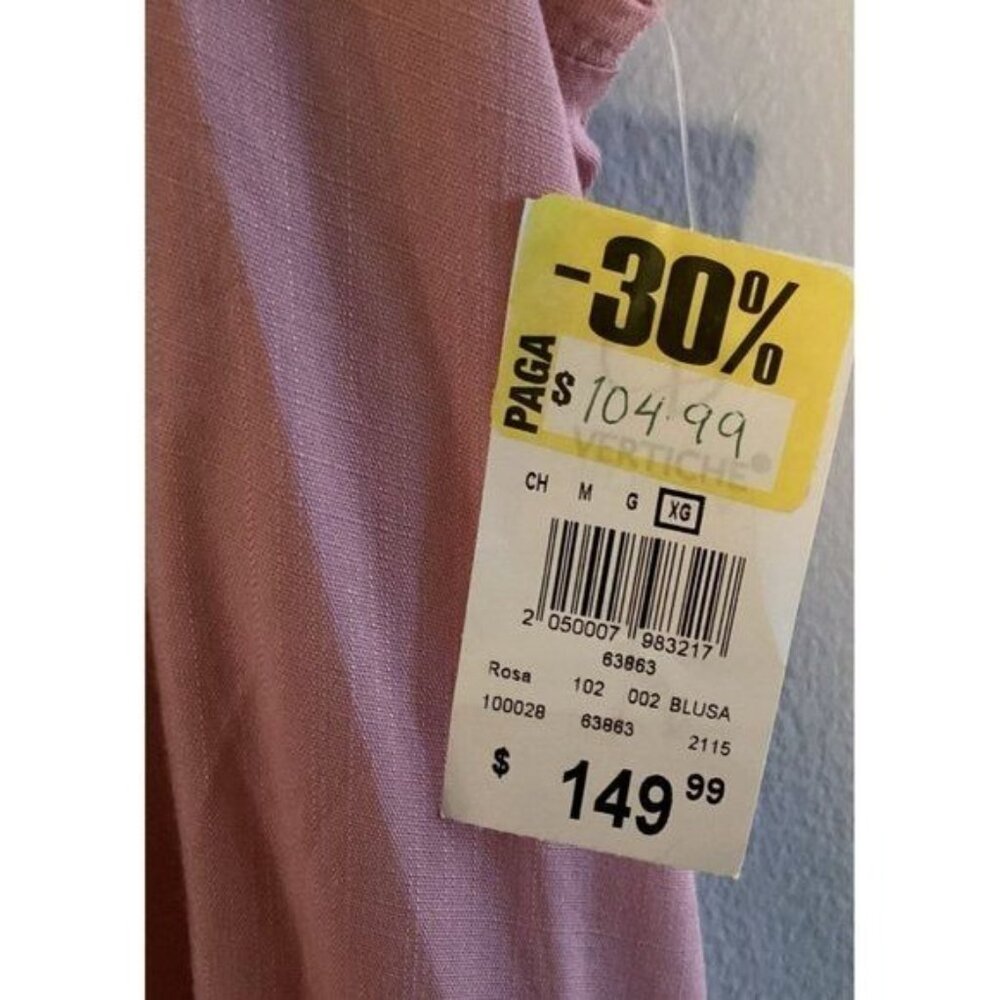 -30%
PAGA $ 104.99
VERTICHE®
CH M G XG
2 050007 983217
63863
Rosa 102 002 BLUSA
100028 63863 2115
$ 149 99